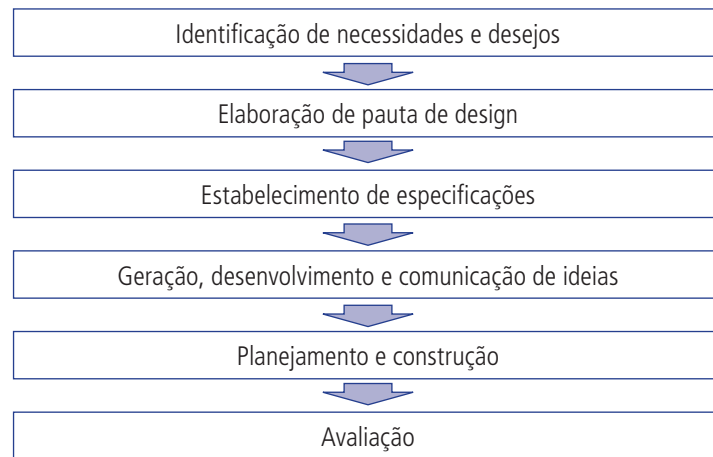 Identificação de necessidades e desejos
Elaboração de pauta de design
Estabelecimento de especificações
Geração, desenvolvimento e comunicação de ideias
Planejamento e construção
Avaliação